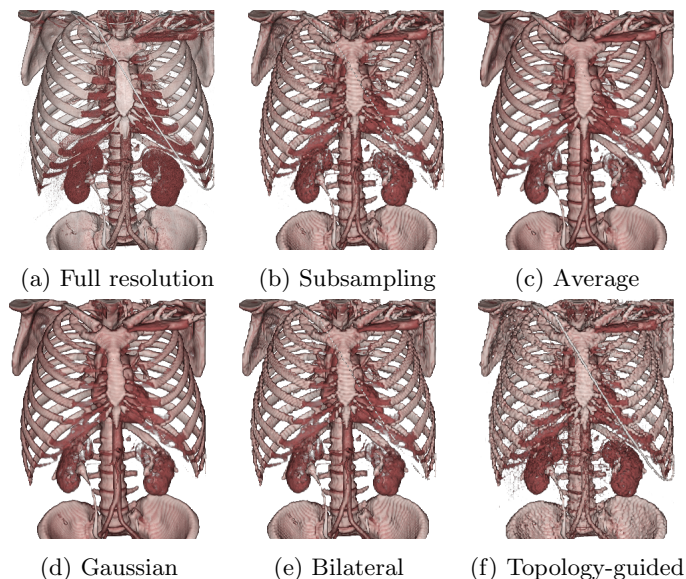 (a) Full resolution
(b) Subsampling
(c) Average
(d) Gaussian
(e) Bilateral
(f) Topology-guided